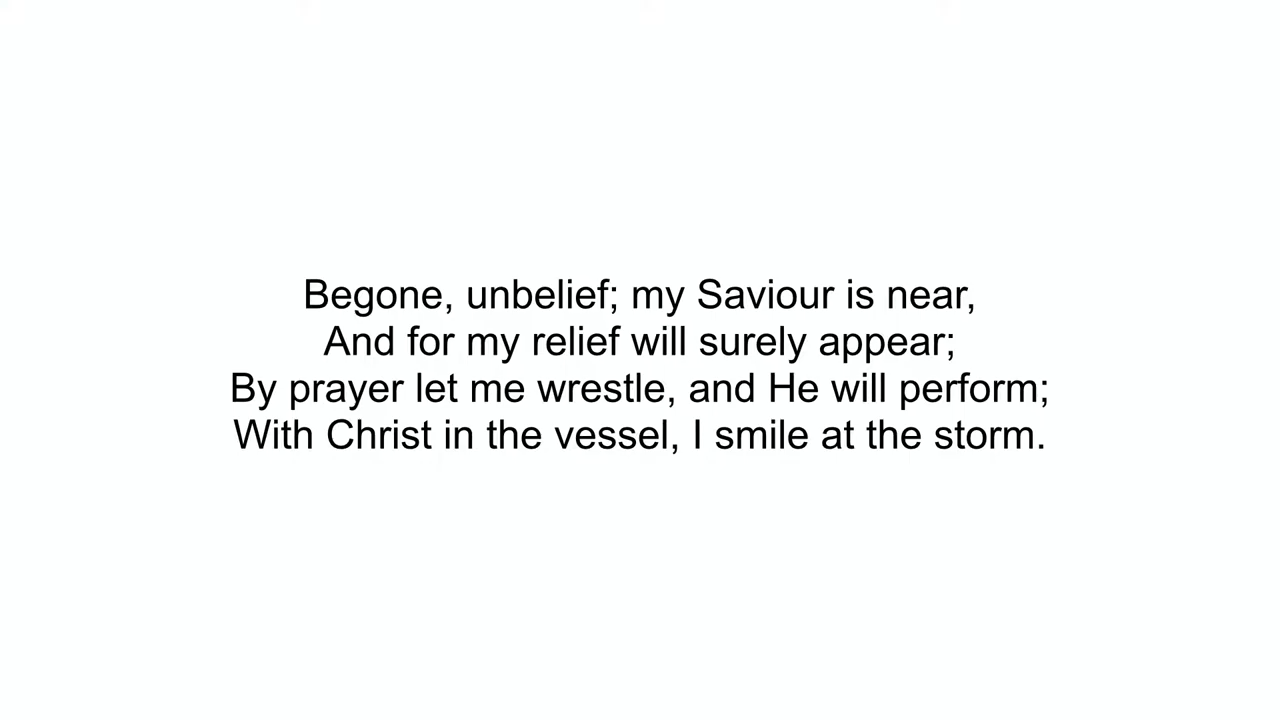 Begone, unbelief; my Saviour is near,
And for my relief will surely appear;
By prayer let me wrestle, and He will perform;
With Christ in the vessel, I smile at the storm.